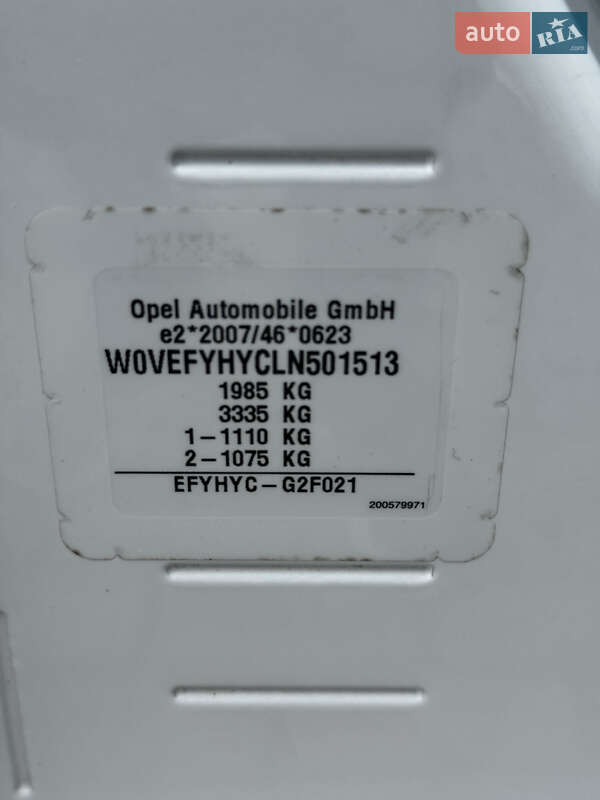 auto RIA.com
Opel Automobile GmbH
e2*2007/46*0623
W0VEFYHYCLN501513
1985 KG
3335 KG
1-1110 KG
2-1075 KG
EFYHYC-G2F021
200579971